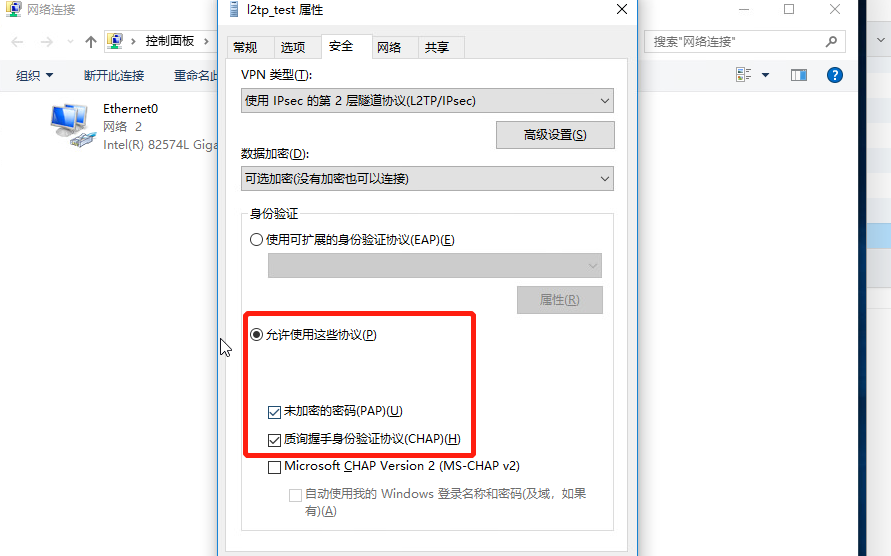 网络连接
l2tp_test 属性
控制面板
搜索"网络连接"
组织
断开此连接
重命名此
Ethernet0
网络 2
Intel(R) 82574L Giga
常规
选项
安全
网络
共享
VPN 类型(T):
使用 IPsec 的第 2 层隧道协议(L2TP/IPsec)
高级设置(S)
数据加密(D):
可选加密(没有加密也可以连接)
身份验证
使用可扩展的身份验证协议(EAP)(E)
属性(R)
允许使用这些协议(P)
未加密的密码(PAP)(U)
质询握手身份验证协议(CHAP)(H)
Microsoft CHAP Version 2 (MS-CHAP v2)
自动使用我的 Windows 登录名称和密码(及域，如果
有)(A)